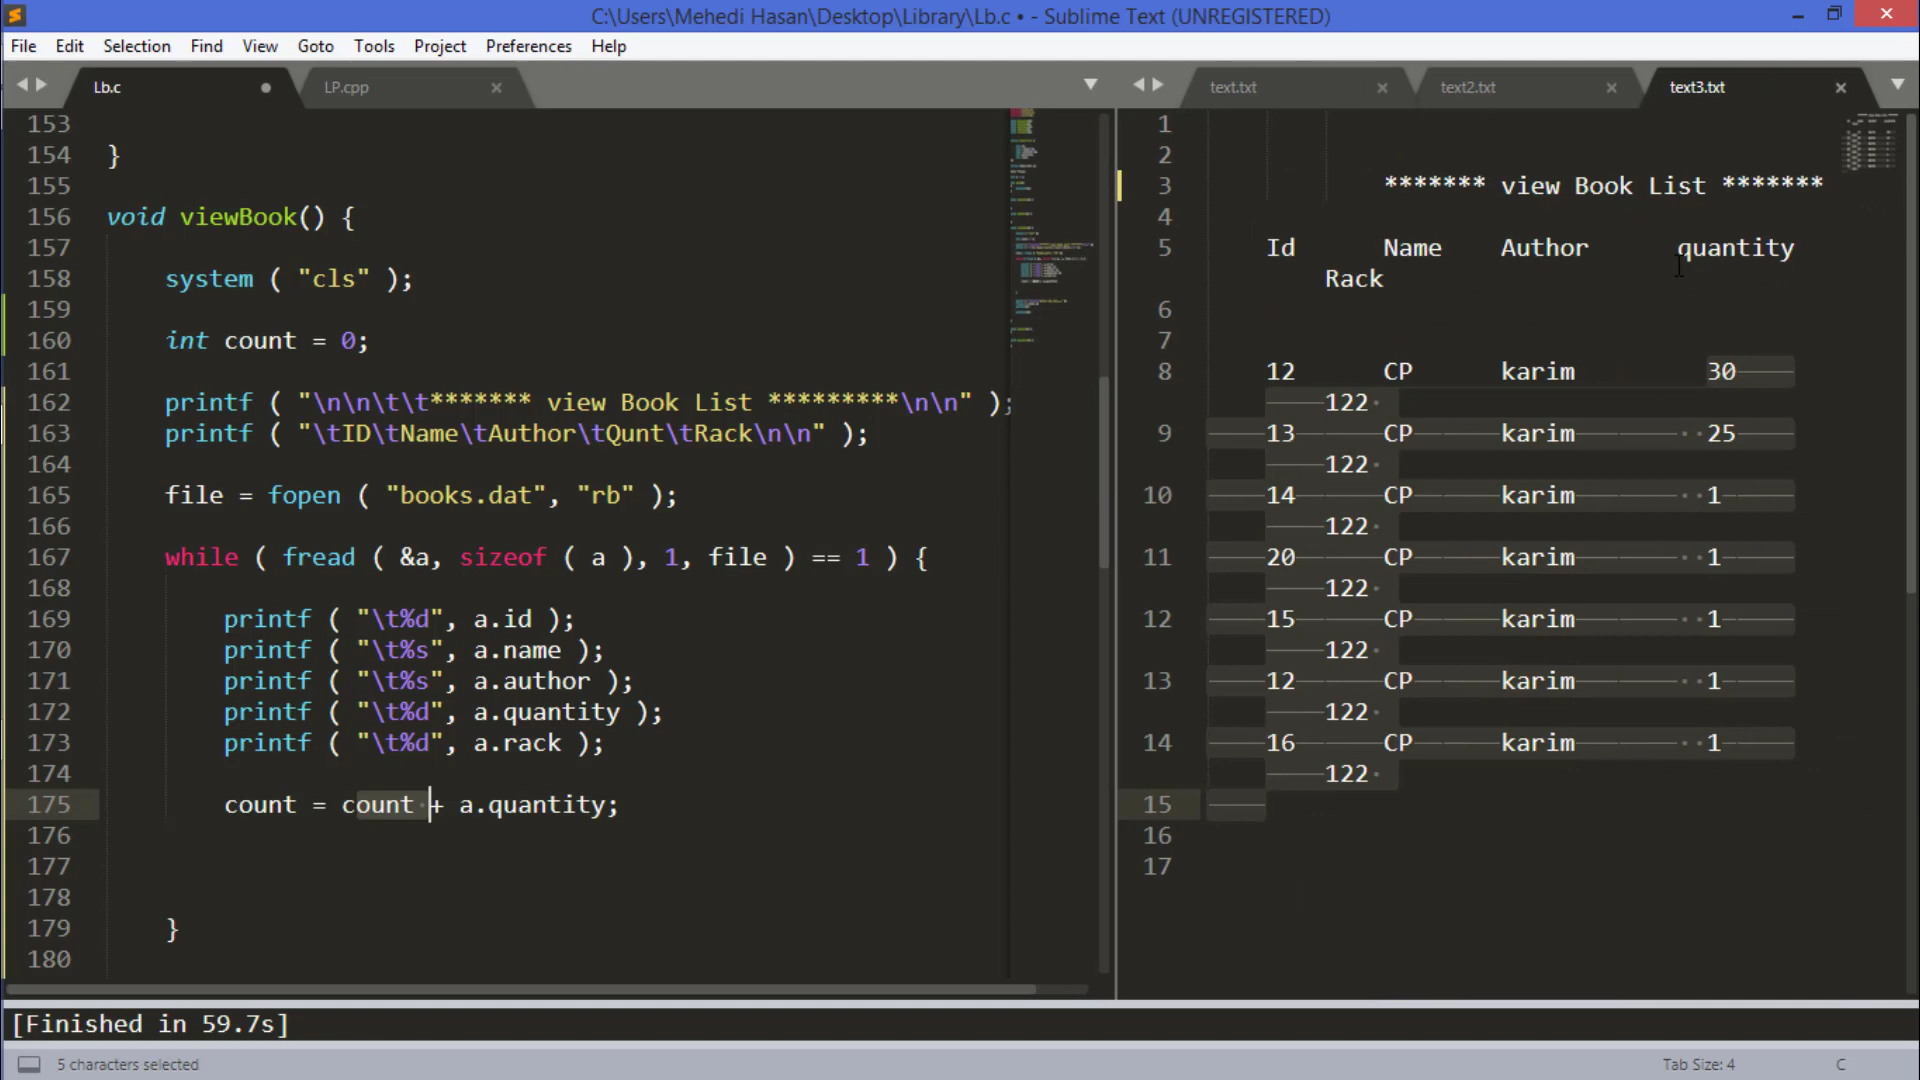 C:\Users\Mehedi Hasan\Desktop\Library\Lb.c • - Sublime Text (UNREGISTERED)
File Edit Selection Find View Goto Tools Project Preferences Help
Lb.c LP.cpp
153
154 }
155
156 void viewBook() {
157
158 system ( "cls" );
159
160 int count = 0;
161
162 printf ( "\n\n\t\t******* view Book List *********\n\n" );
163 printf ( "\tID\tName\tAuthor\tQunt\tRack\n\n" );
164
165 file = fopen ( "books.dat", "rb" );
166
167 while ( fread ( &a, sizeof ( a ), 1, file ) == 1 ) {
168
169 printf ( "\t%d", a.id );
170 printf ( "\t%s", a.name );
171 printf ( "\t%s", a.author );
172 printf ( "\t%d", a.quantity );
173 printf ( "\t%d", a.rack );
174
175 count = count + a.quantity;
176
177
178
179 }
180
text.txt text2.txt text3.txt
1
2
3 ******* view Book List *******
4
5 Id Name Author quantity
Rack
6
7
8 12 CP karim 30
122
9 13 CP karim 25
122
10 14 CP karim 1
122
11 20 CP karim 1
122
12 15 CP karim 1
122
13 12 CP karim 1
122
14 16 CP karim 1
122
15
16
17
[Finished in 59.7s]
5 characters selected Tab Size: 4 C